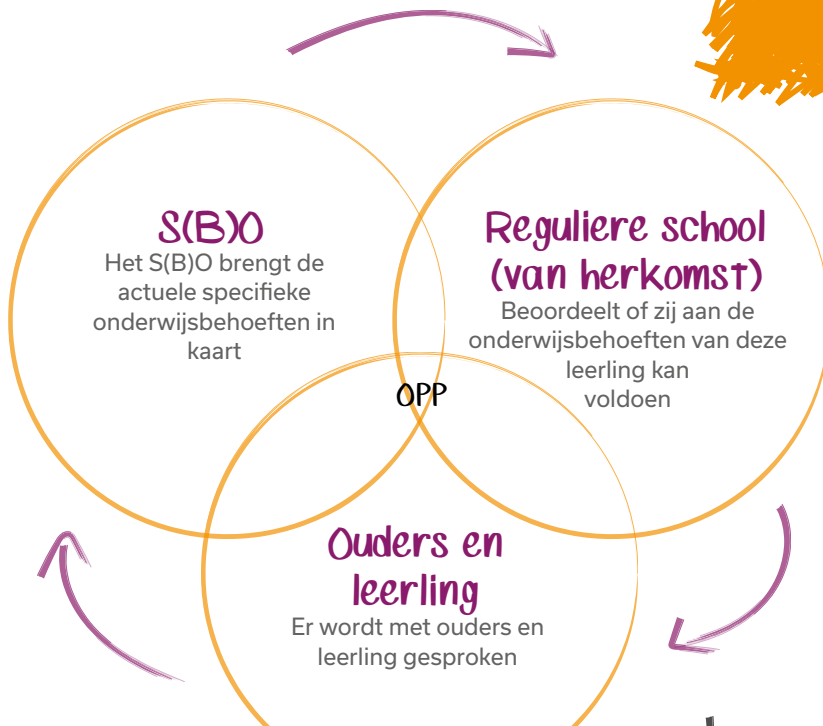 S(B)O
Het S(B)O brengt de
actuele specifieke
onderwijsbehoeften in
kaart
Reguliere school
(van herkomst)
Beoordeelt of zij aan de
onderwijsbehoeften van deze
leerling kan
voldoen
OPP
Ouders en
leerling
Er wordt met ouders en
leerling gesproken